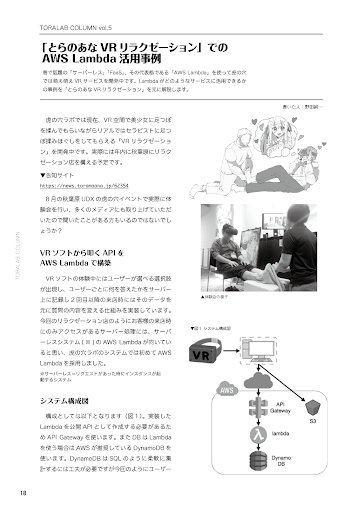 TORALAB COLUMN vol.5
「とらのあな VR リラクゼーション」での
AWS Lambda 活用事例
巷で話題の「サーバーレス」「FaaS」。その代表格である「AWS Lambda」を使って虎の穴
では萌え萌え VR サービスを開発中です。Lambda がどのようなサービスに活用できるか
の事例を「とらのあな VR リラクゼーション」を元に解説します。
書いた人：野田純一
虎の穴ラボでは現在、VR 空間で美少女に足つぼ
を揉んでもらいながらリアルではセラピストに足つ
ぼ揉みほぐしをしてもらえる「VR リラクゼーショ
ン」を開発中です。実際には年内に秋葉原にリラク
ゼーション店を構える予定です。
▼告知サイト
https://news.toranoana.jp/62354
8 月の秋葉原 UDX の虎の穴イベントで実際に体
験会を行い、多くのメディアにも取り上げていただ
いたので聞いたことがある方もいるのではないでし
ょうか？
▲体験会の様子
VR ソフトから叩く API を
AWS Lambda で構築
VR ソフトの体験中にはユーザーが選べる選択肢
が出現し、ユーザーごとに何を答えたかをサーバー
上に記録し 2 回目以降の来店時にはそのデータを
元に質問の内容を変える仕組みを実装しています。
今回のリラクゼーション店のようにお客様の来店時
にのみアクセスがあるサーバー処理には、サーバ
ーレスシステム [※] の AWS Lambda が向いてい
ると思い、虎の穴ラボのシステムでは初めて AWS
Lambda を採用しました。
※サーバーレス=リクエストがあった時にインスタンスが起
動するシステム
システム構成図
構成としては以下となります（図 1）。実装した
Lambda を公開 API として作成する必要があるた
め API Gateway を使います。また DB は Lambda
を使う場合は AWS が推奨している DynamoDB を
使います。DynamoDB は SQL のように柔軟に集
計するには工夫が必要ですが今回のようにユーザー
▼図 1 システム構成図
VR
AWS
API
Gateway
S3
lambda
Dynamo
DB
TORALAB COLUMN
18